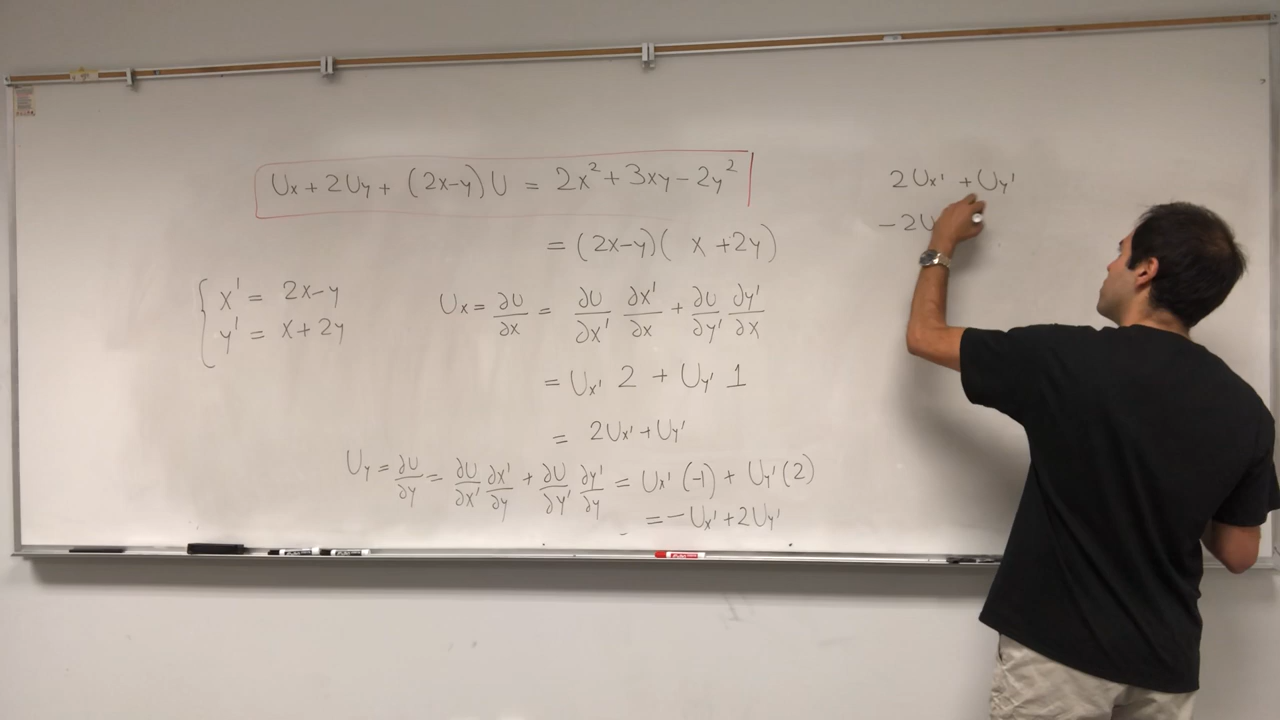 Ux + 2Uy + (2x-y)U = 2x² + 3xy - 2y²
= (2x-y)( x +2y)
{ x' = 2x-y
y' = x+2y
Ux = ∂U/∂x = ∂U/∂x' ∂x'/∂x + ∂U/∂y' ∂y'/∂x
= Ux' 2 + Uy' 1
= 2Ux' + Uy'
Uy = ∂U/∂y = ∂U/∂x' ∂x'/∂y + ∂U/∂y' ∂y'/∂y = Ux' (-1) + Uy' (2)
= -Ux' + 2Uy'
2Ux' + Uy'
-2U